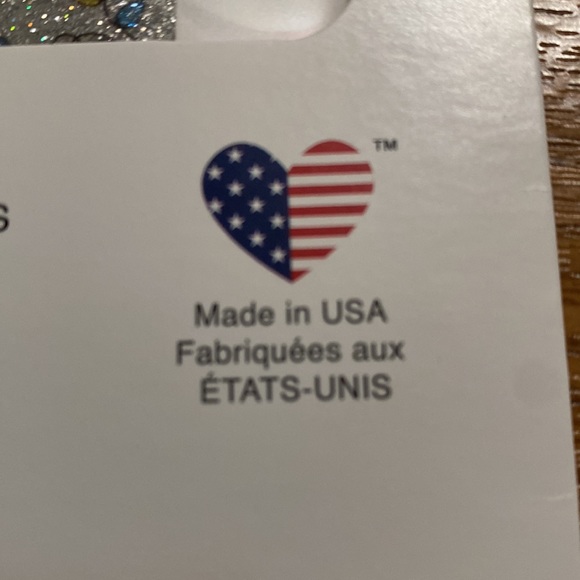 S
TM
Made in USA
Fabriquées aux
ÉTATS-UNIS